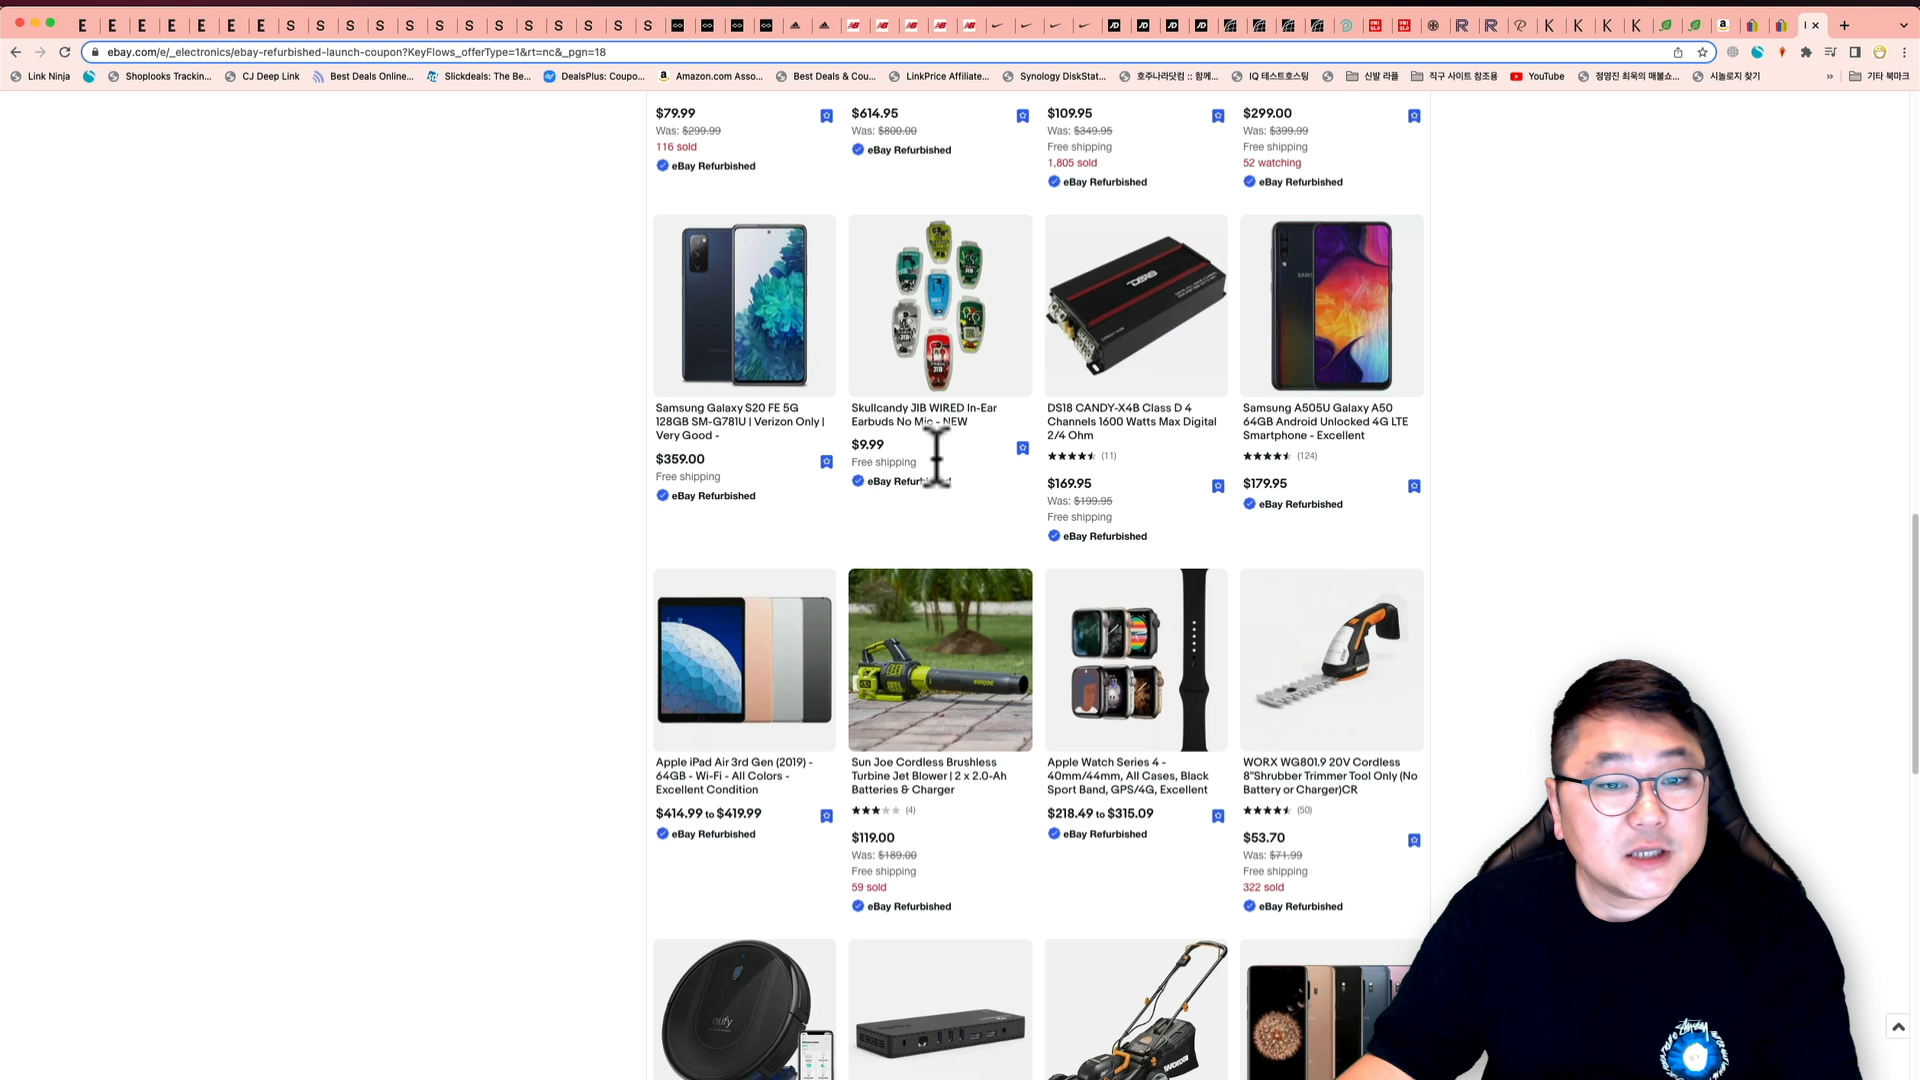 E E E E E E E S S S S S S S S S S S S S
ebay.com/e/_electronics/ebay-refurbished-launch-coupon?KeyFlows_offerType=1&rt=nc&_pgn=18
Link Ninja Shoplooks Trackin... CJ Deep Link Best Deals Online... Slickdeals: The Be... DealsPlus: Coupo... Amazon.com Asso... Best Deals & Cou... LinkPrice Affiliate... Synology DiskStat... 호주나라닷컴 :: 함께... IQ 테스트호스팅 신발 라플 직구 사이트 참조용 YouTube 정영진 최욱의 매불쇼... 시놀로지 찾기 » 기타 북마크
$79.99
Was: $299.99
116 sold
eBay Refurbished
$614.95
Was: $800.00
eBay Refurbished
$109.95
Was: $349.95
Free shipping
1,805 sold
eBay Refurbished
$299.00
Was: $399.99
Free shipping
52 watching
eBay Refurbished
DS18
Samsung Galaxy S20 FE 5G
128GB SM-G781U | Verizon Only |
Very Good -
$359.00
Free shipping
eBay Refurbished
Skullcandy JIB WIRED In-Ear
Earbuds No Mic - NEW
$9.99
Free shipping
eBay Refurbished
DS18 CANDY-X4B Class D 4
Channels 1600 Watts Max Digital
2/4 Ohm
(11)
$169.95
Was: $199.95
Free shipping
eBay Refurbished
Samsung A505U Galaxy A50
64GB Android Unlocked 4G LTE
Smartphone - Excellent
(124)
$179.95
eBay Refurbished
Apple iPad Air 3rd Gen (2019) -
64GB - Wi-Fi - All Colors -
Excellent Condition
$414.99 to $419.99
eBay Refurbished
Sun Joe Cordless Brushless
Turbine Jet Blower | 2 x 2.0-Ah
Batteries & Charger
(4)
$119.00
Was: $189.00
Free shipping
59 sold
eBay Refurbished
Apple Watch Series 4 -
40mm/44mm, All Cases, Black
Sport Band, GPS/4G, Excellent
$218.49 to $315.09
eBay Refurbished
WORX WG801.9 20V Cordless
8"Shrubber Trimmer Tool Only (No
Battery or Charger)CR
(50)
$53.70
Was: $71.99
Free shipping
322 sold
eBay Refurbished
eufy
WORX
Stüssy